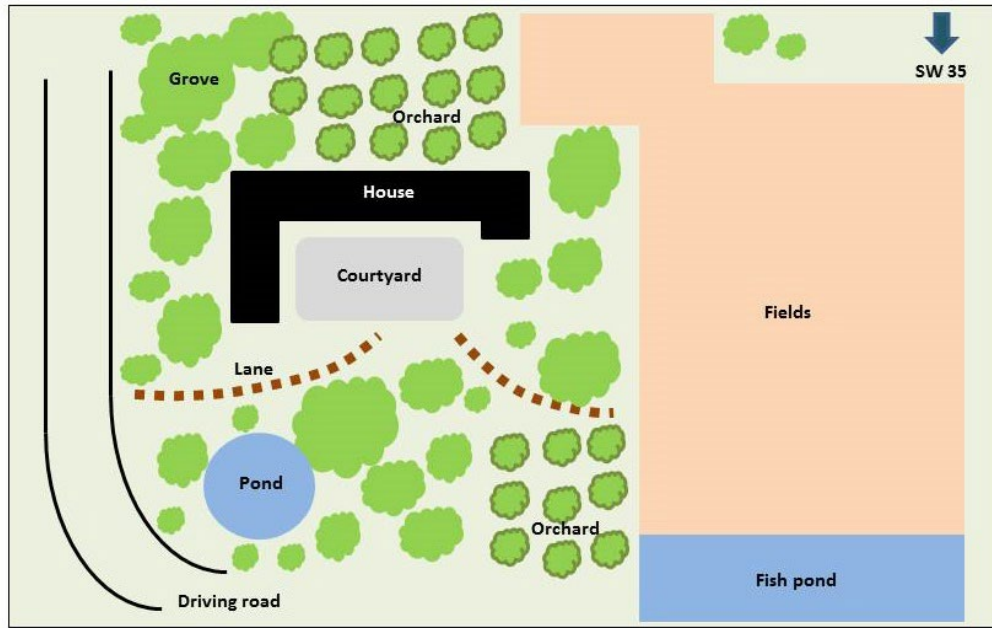 Grove
SW 35
Orchard
House
Courtyard
Fields
Lane
Pond
Orchard
Fish pond
Driving road